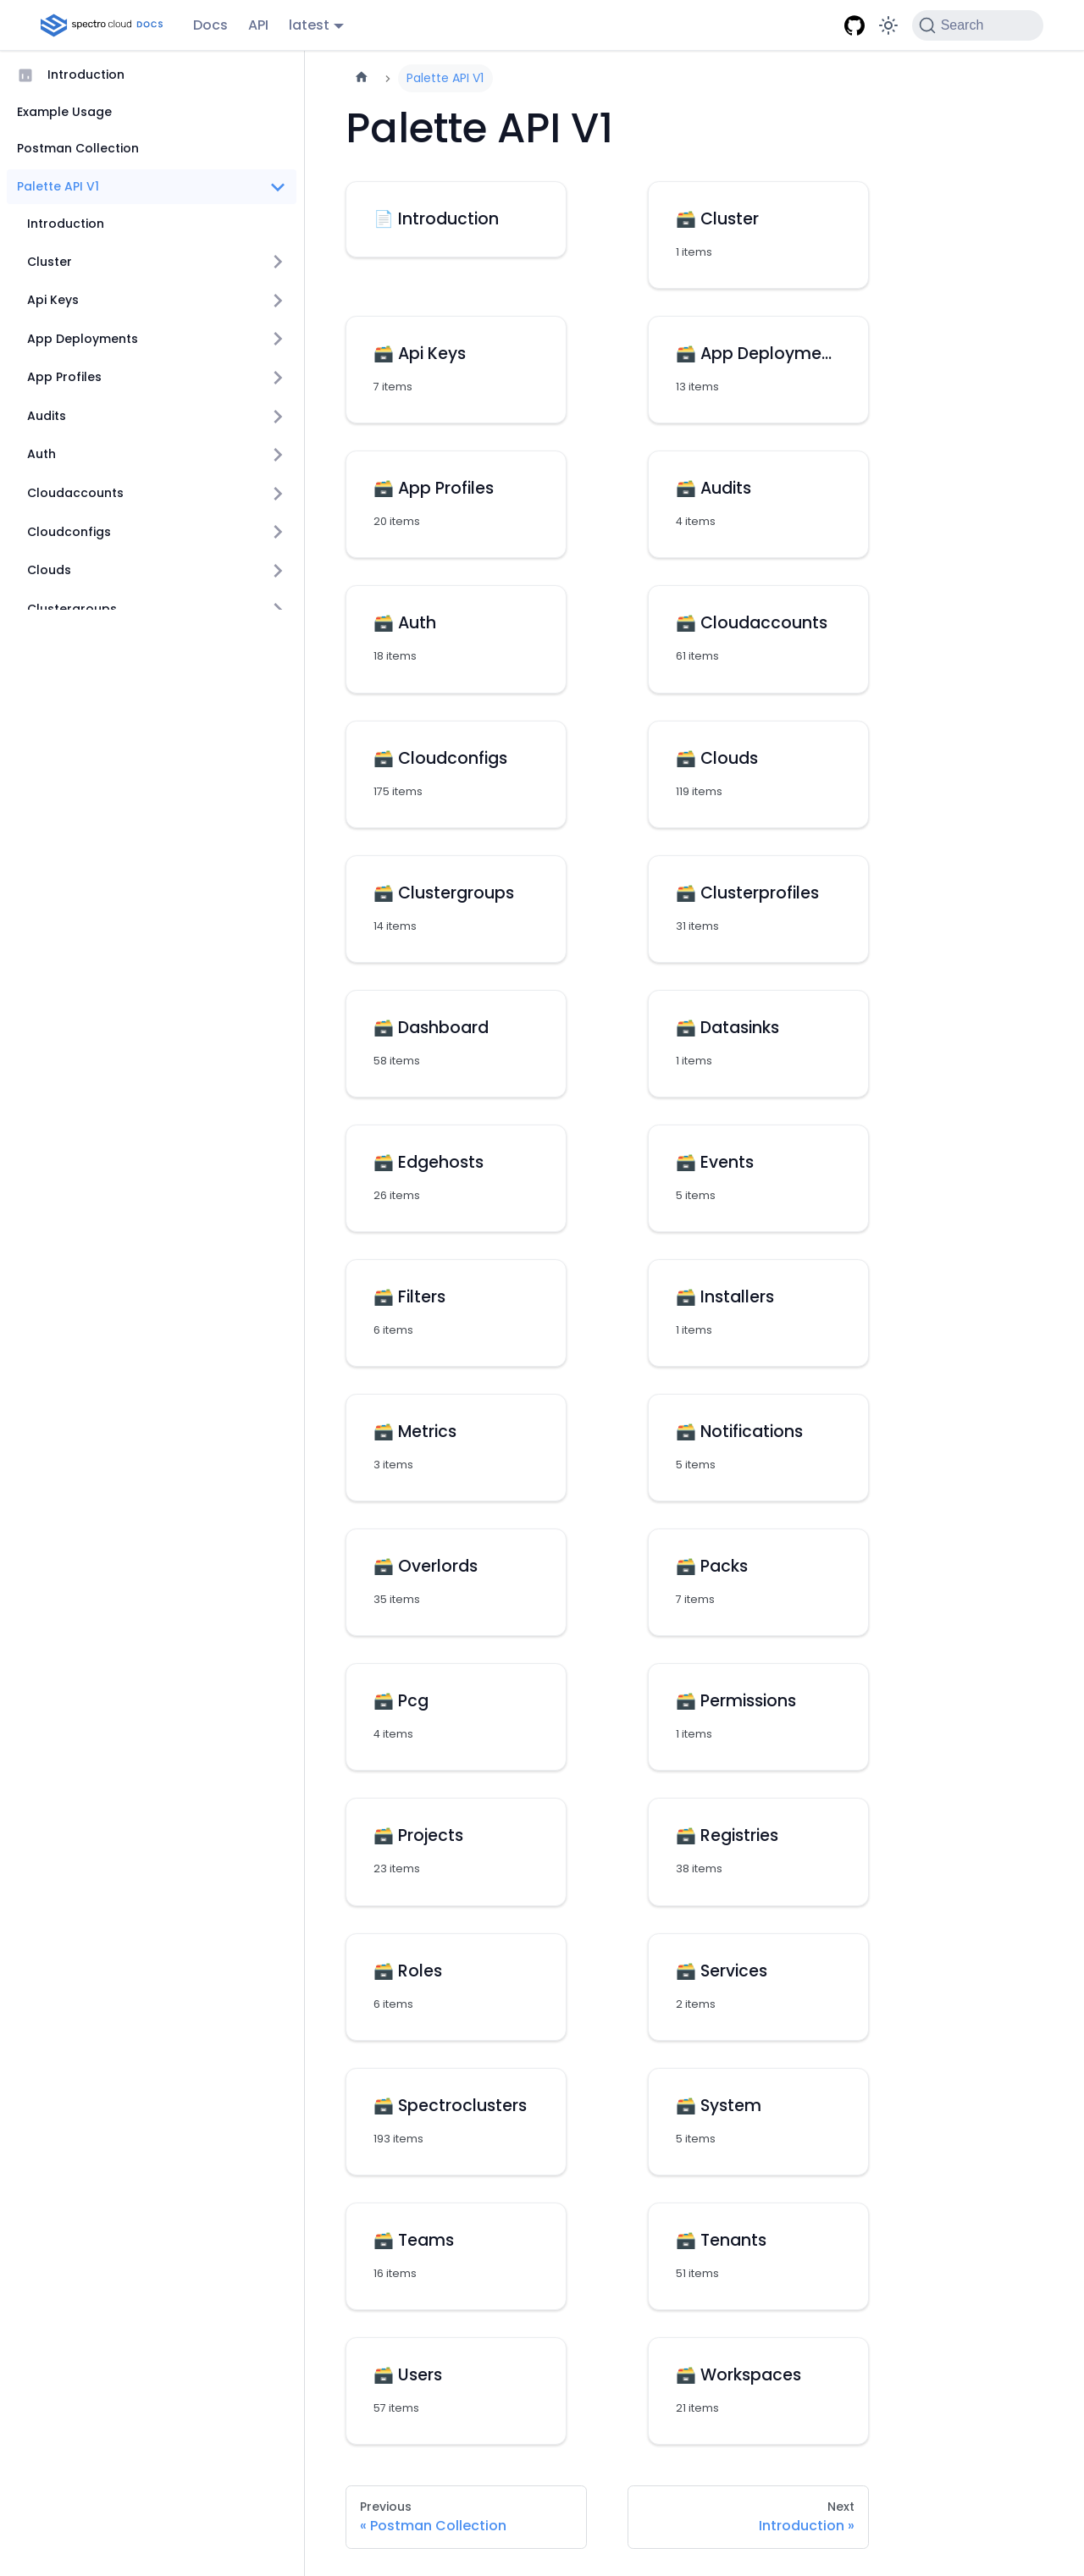 spectro cloud DOCS
Docs
API
latest
Search
Introduction
Example Usage
Postman Collection
Palette API V1
Introduction
Cluster
Api Keys
App Deployments
App Profiles
Audits
Auth
Cloudaccounts
Cloudconfigs
Clouds
Clustergroups
Palette API V1
Palette API V1
Introduction
Cluster
1 items
Api Keys
7 items
App Deployme...
13 items
App Profiles
20 items
Audits
4 items
Auth
18 items
Cloudaccounts
61 items
Cloudconfigs
175 items
Clouds
119 items
Clustergroups
14 items
Clusterprofiles
31 items
Dashboard
58 items
Datasinks
1 items
Edgehosts
26 items
Events
5 items
Filters
6 items
Installers
1 items
Metrics
3 items
Notifications
5 items
Overlords
35 items
Packs
7 items
Pcg
4 items
Permissions
1 items
Projects
23 items
Registries
38 items
Roles
6 items
Services
2 items
Spectroclusters
193 items
System
5 items
Teams
16 items
Tenants
51 items
Users
57 items
Workspaces
21 items
Previous
« Postman Collection
Next
Introduction »